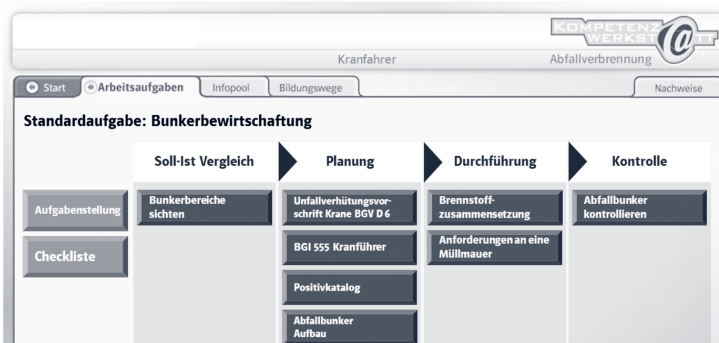 KOMPETENZ
WERKST@TT
Kranfahrer
Abfallverbrennung
Start
Arbeitsaufgaben
Infopool
Bildungswege
Nachweise
Standardaufgabe: Bunkerbewirtschaftung
Soll-Ist Vergleich
Planung
Durchführung
Kontrolle
Aufgabenstellung
Checkliste
Bunkerbereiche
sichten
Unfallverhütungsvor-
schrift Krane BGV D 6
BGI 555 Kranführer
Positivkatalog
Abfallbunker
Aufbau
Brennstoff-
zusammensetzung
Anforderungen an eine
Müllmauer
Abfallbunker
kontrollieren